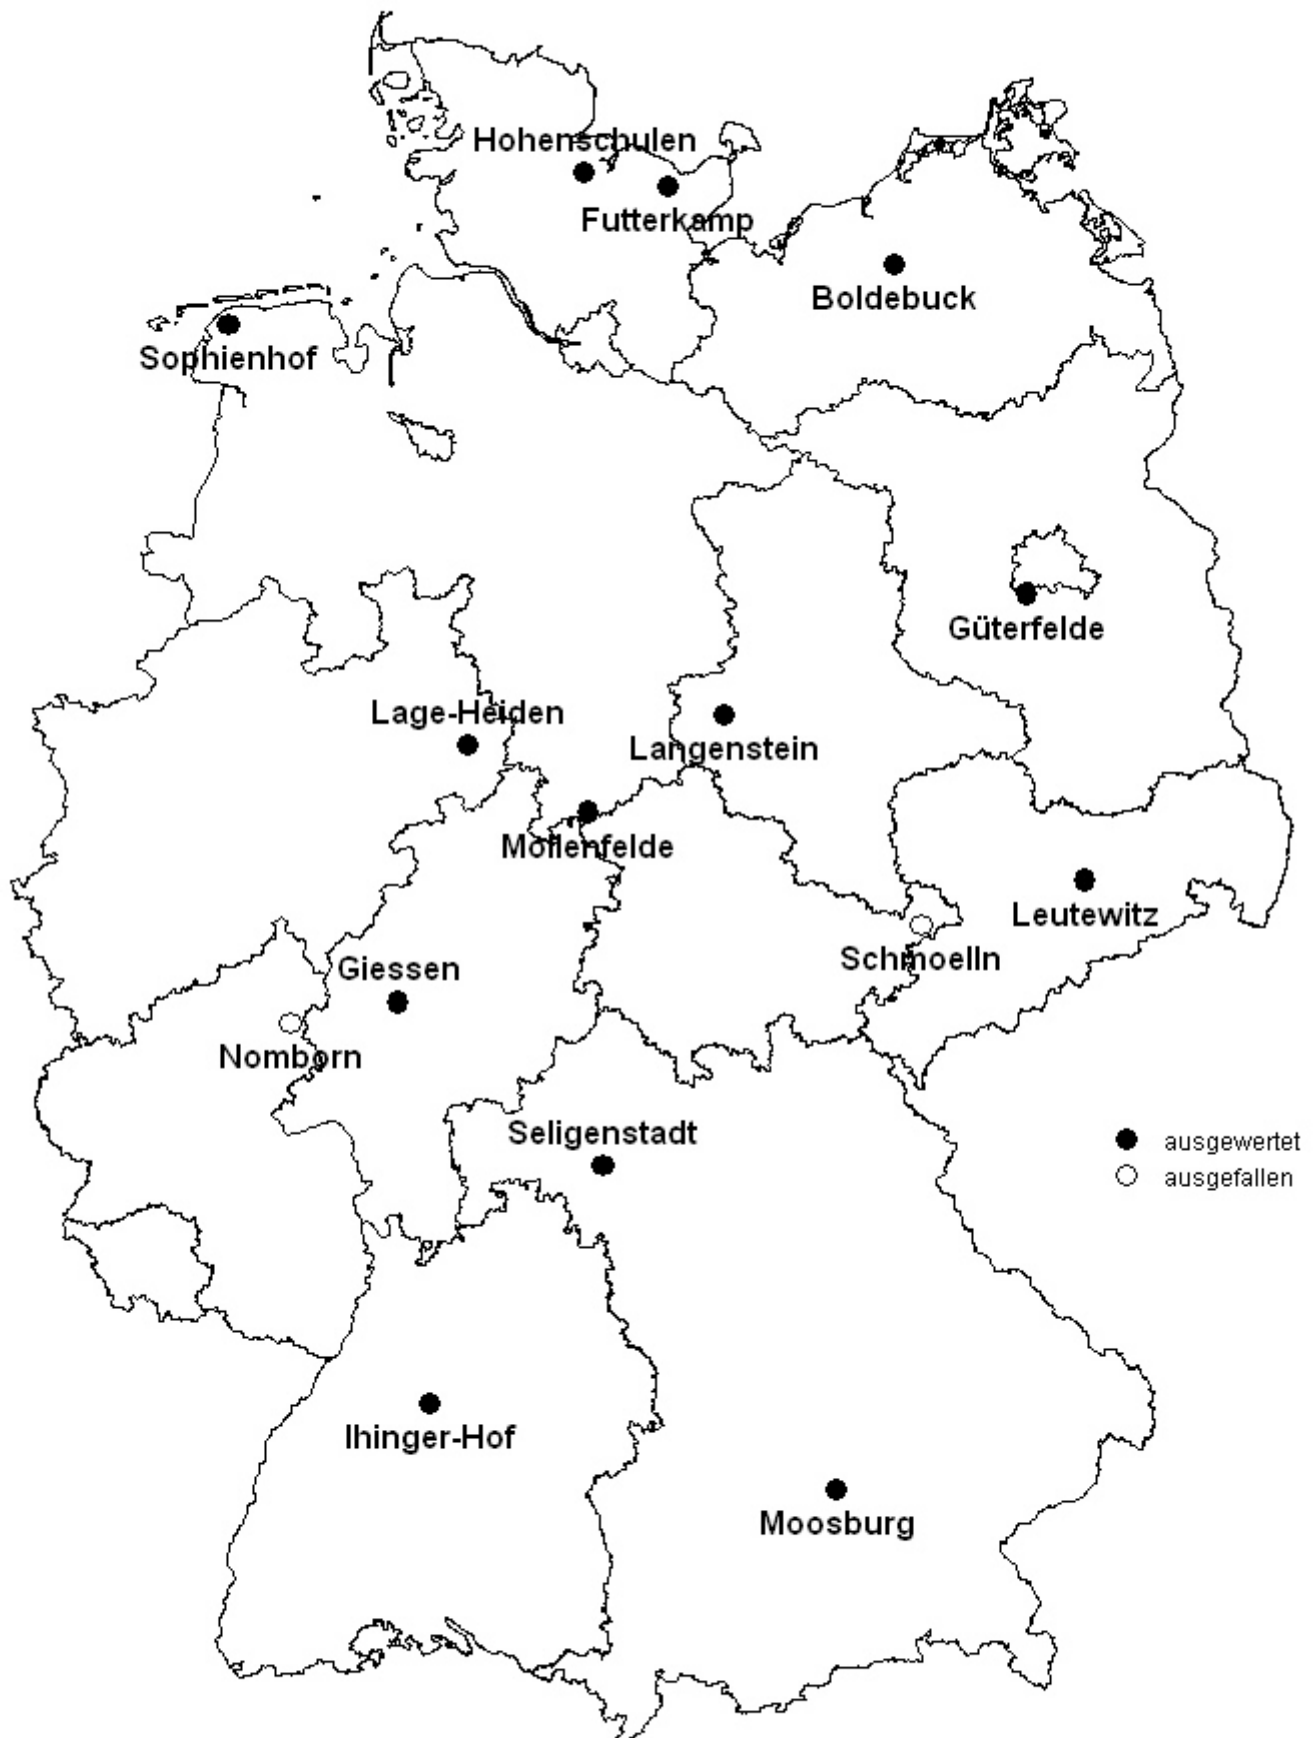 Hohenschulen
Futterkamp
Boldebuck
Sophienhof
Güterfelde
Lage-Heiden
Langenstein
Mollenfelde
Leutewitz
Schmoelln
Giessen
Nomborn
Seligenstadt
ausgewertet
ausgefallen
Ihinger-Hof
Moosburg